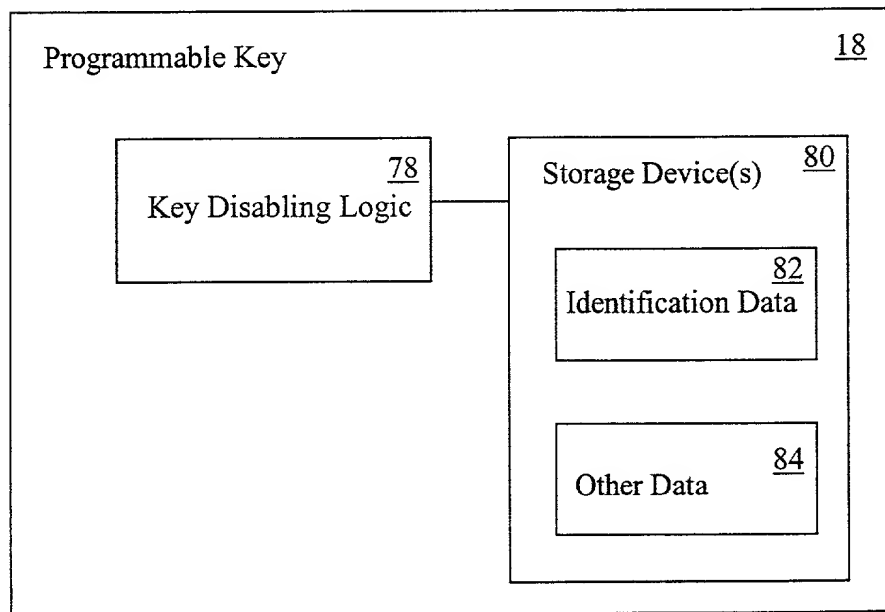 Programmable Key
18
78
Key Disabling Logic
80
Storage Device(s)
82
Identification Data
84
Other Data